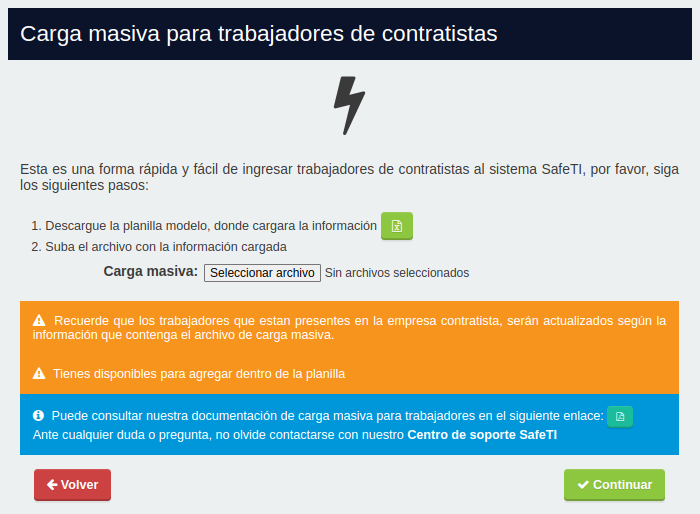 Carga masiva para trabajadores de contratistas
Esta es una forma rápida y fácil de ingresar trabajadores de contratistas al sistema SafeTI, por favor, siga
los siguientes pasos:
1. Descargue la planilla modelo, donde cargara la información
2. Suba el archivo con la información cargada
Carga masiva: Seleccionar archivo Sin archivos seleccionados
Recuerde que los trabajadores que estan presentes en la empresa contratista, serán actualizados según la
información que contenga el archivo de carga masiva.
Tienes disponibles para agregar dentro de la planilla
Puede consultar nuestra documentación de carga masiva para trabajadores en el siguiente enlace:
Ante cualquier duda o pregunta, no olvide contactarse con nuestro Centro de soporte SafeTI
Volver
Continuar